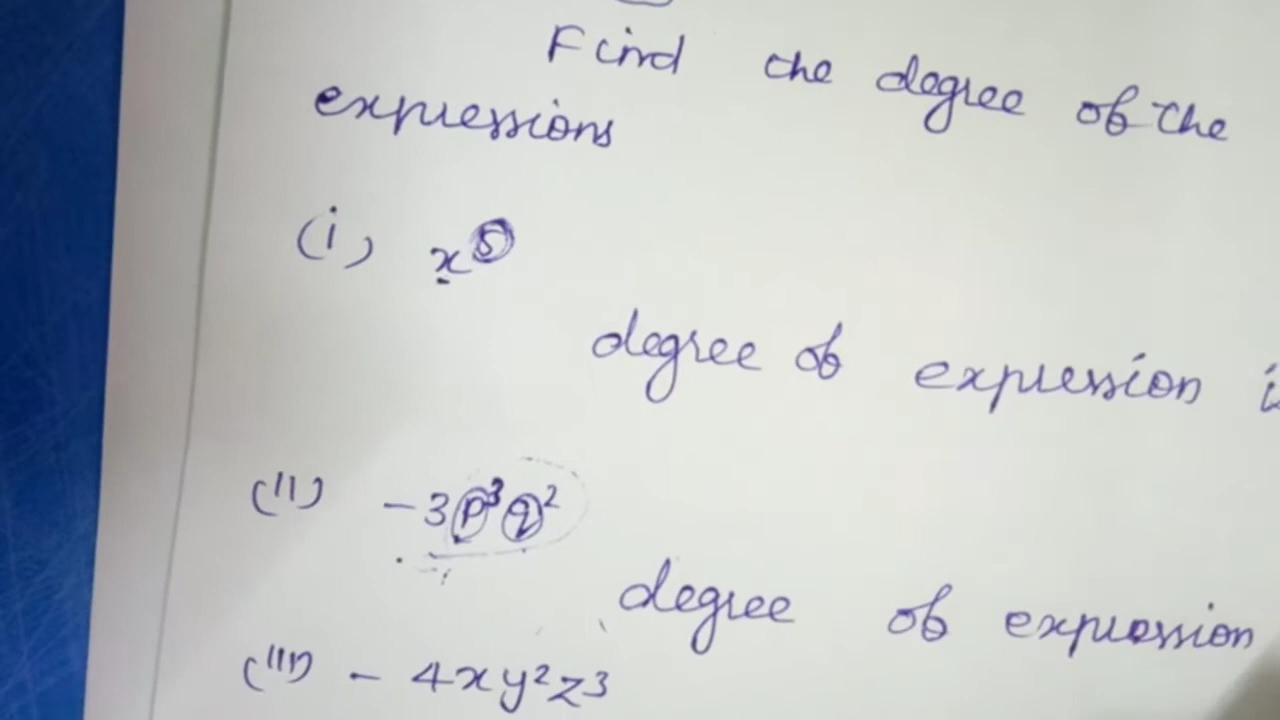 Find the degree of the
expressions
(i) x⁵
degree of expression
(II) -3p³q²
degree of expression
(III) - 4xy²z³